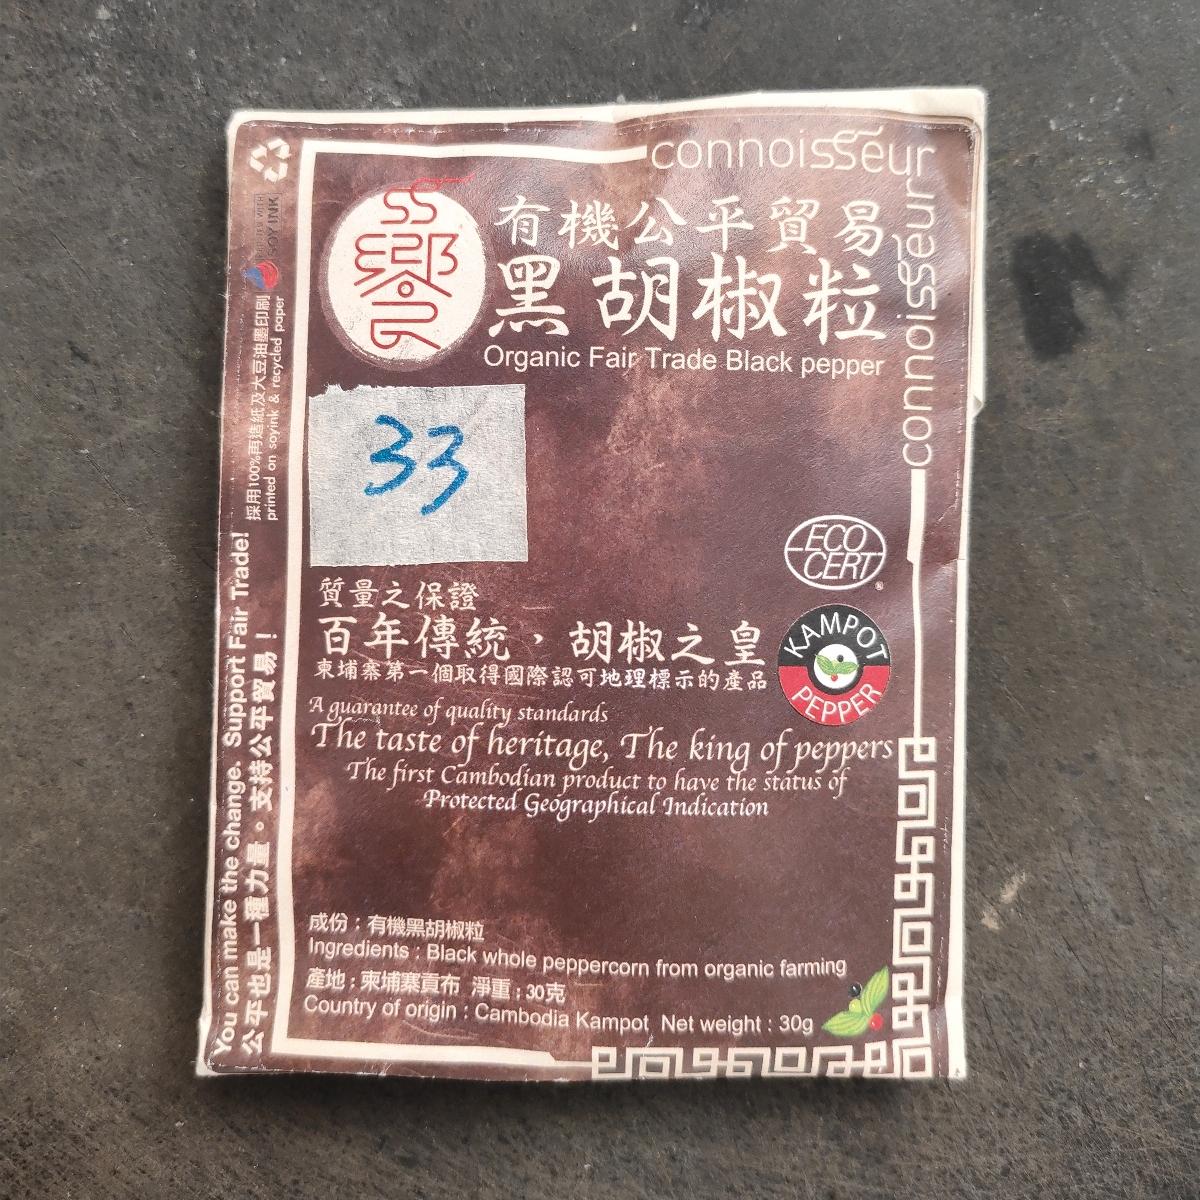 connoisseur
connoisseur
饗
有機公平貿易
黑胡椒粒
Organic Fair Trade Black pepper
33
ECO
CERT
®
質量之保證
百年傳統，胡椒之皇
柬埔寨第一個取得國際認可地理標示的產品
KAMPOT
PEPPER
A guarantee of quality standards
The taste of heritage, The king of peppers
The first Cambodian product to have the status of
Protected Geographical Indication
成份：有機黑胡椒粒
Ingredients : Black whole peppercorn from organic farming
產地：柬埔寨貢布 淨重：30克
Country of origin : Cambodia Kampot Net weight : 30g
PRINTED WITH
SOY INK
採用100%再造紙及大豆油墨印刷
printed on soyink & recycled paper
You can make the change. Support Fair Trade!
公平也是一種力量。支持公平貿易！